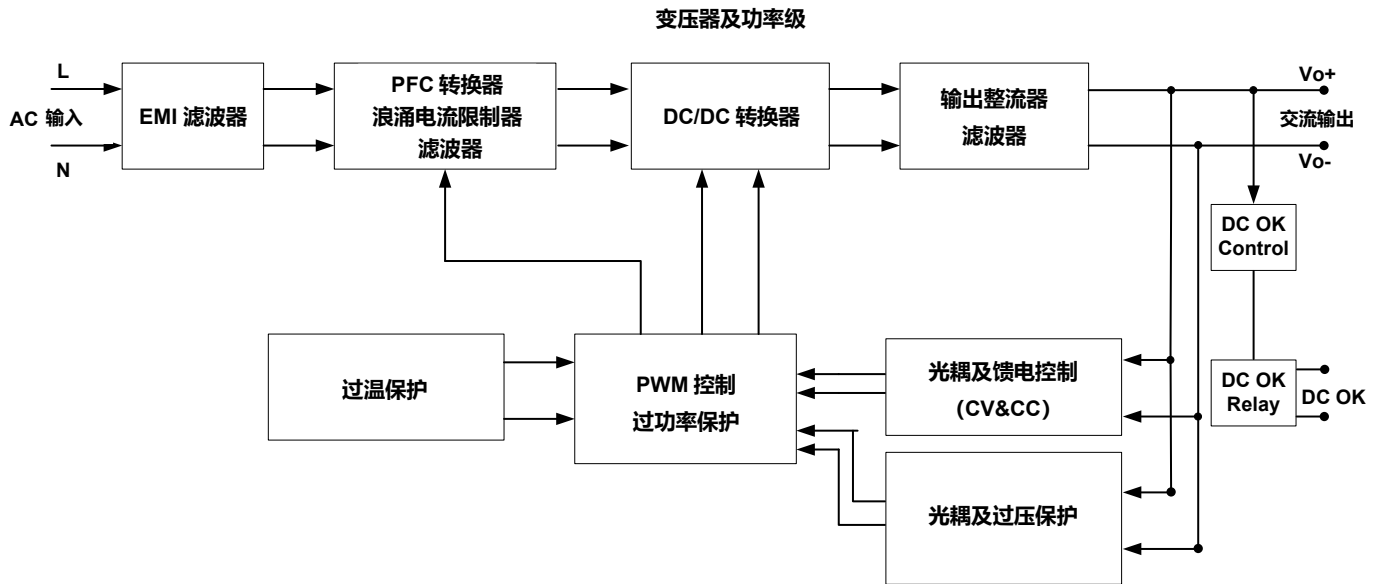 变压器及功率级
L
AC 输入
N
EMI 滤波器
PFC 转换器
浪涌电流限制器
滤波器
DC/DC 转换器
输出整流器
滤波器
Vo+
交流输出
Vo-
DC OK
Control
DC OK
Relay
DC OK
过温保护
PWM 控制
过功率保护
光耦及馈电控制
（CV&CC）
光耦及过压保护